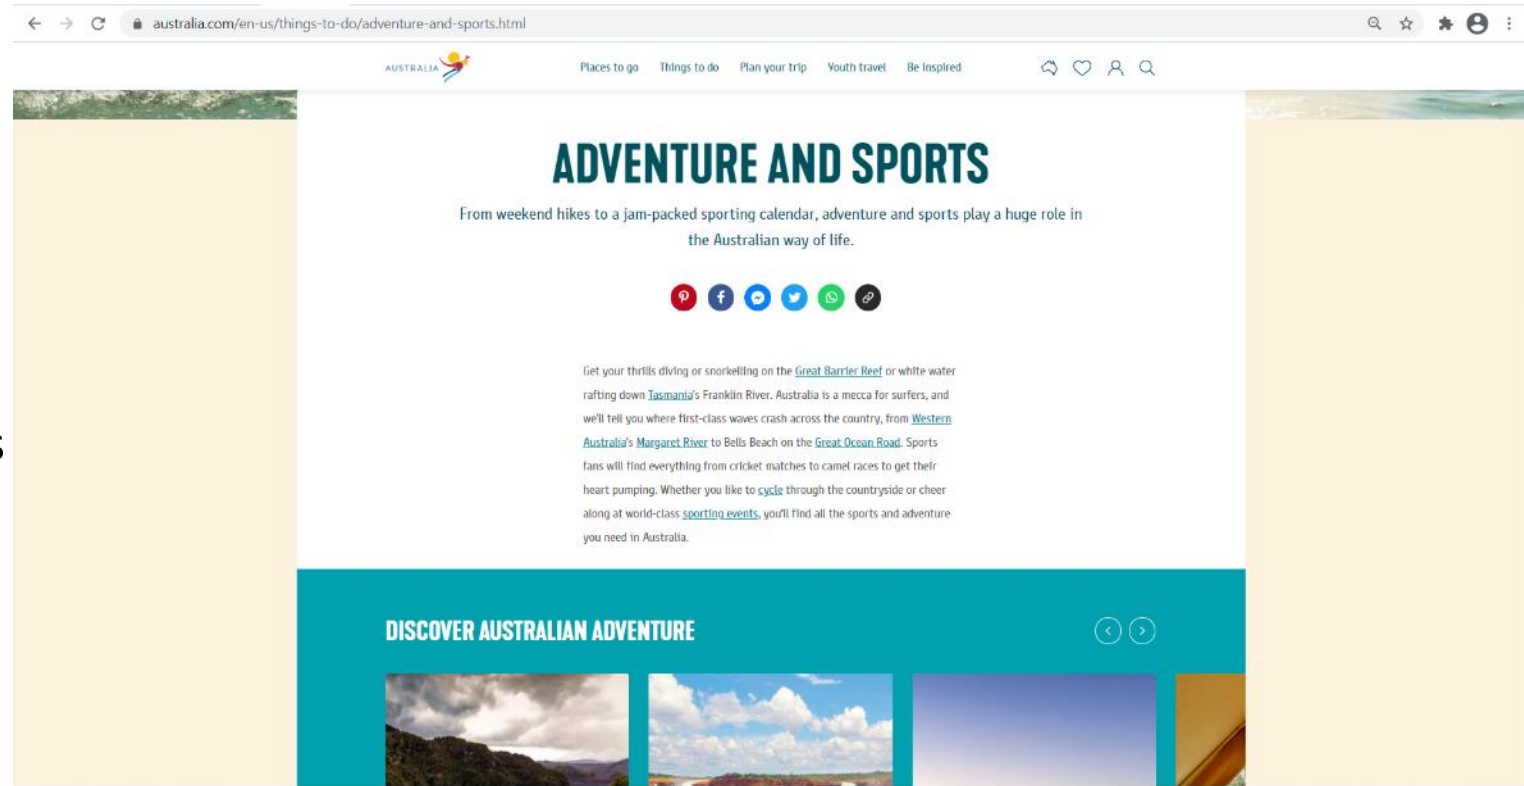 australia.com/en-us/things-to-do/adventure-and-sports.html
AUSTRALIA
Places to go Things to do Plan your trip Youth travel Be inspired
ADVENTURE AND SPORTS
From weekend hikes to a jam-packed sporting calendar, adventure and sports play a huge role in
the Australian way of life.
Get your thrills diving or snorkelling on the Great Barrier Reef or white water
rafting down Tasmania's Franklin River. Australia is a mecca for surfers, and
we'll tell you where first-class waves crash across the country, from Western
Australia's Margaret River to Bells Beach on the Great Ocean Road. Sports
fans will find everything from cricket matches to camel races to get their
heart pumping. Whether you like to cycle through the countryside or cheer
along at world-class sporting events, you'll find all the sports and adventure
you need in Australia.
DISCOVER AUSTRALIAN ADVENTURE